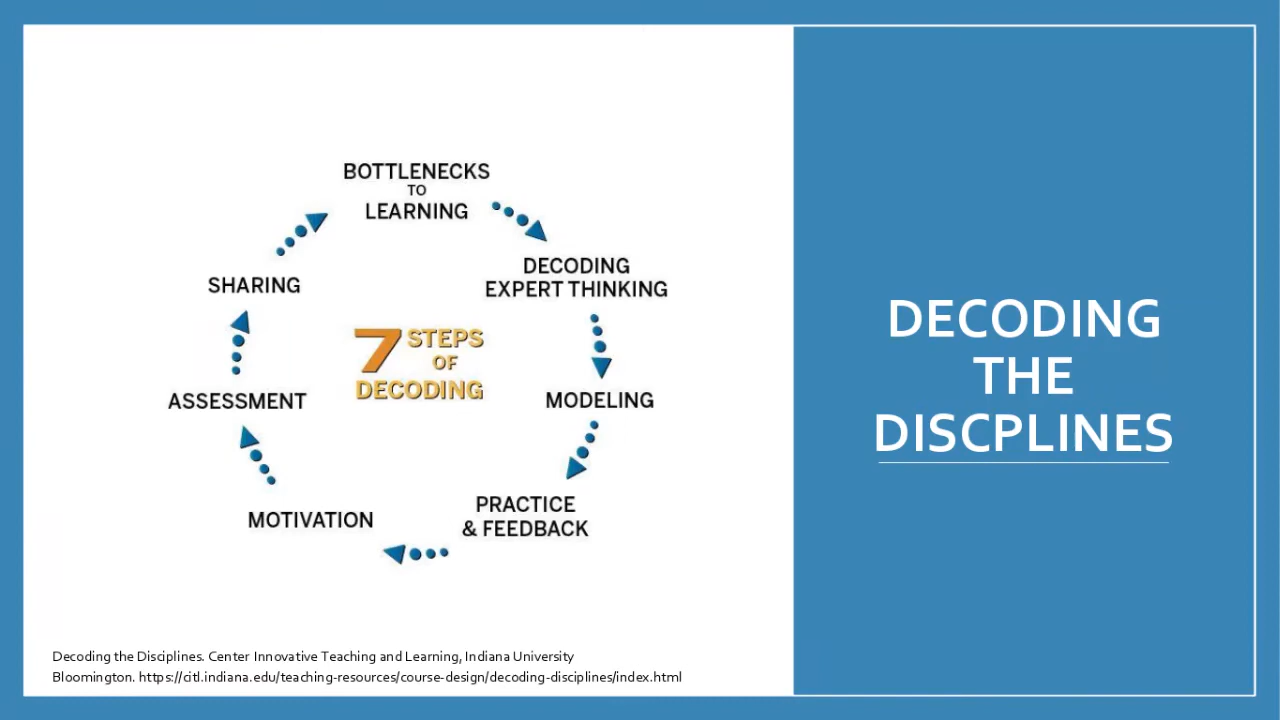 BOTTLENECKS
TO
LEARNING
DECODING
EXPERT THINKING
MODELING
PRACTICE
& FEEDBACK
MOTIVATION
ASSESSMENT
SHARING
7 STEPS
OF
DECODING
DECODING
THE
DISCPLINES
Decoding the Disciplines. Center Innovative Teaching and Learning, Indiana University
Bloomington. https://citl.indiana.edu/teaching-resources/course-design/decoding-disciplines/index.html